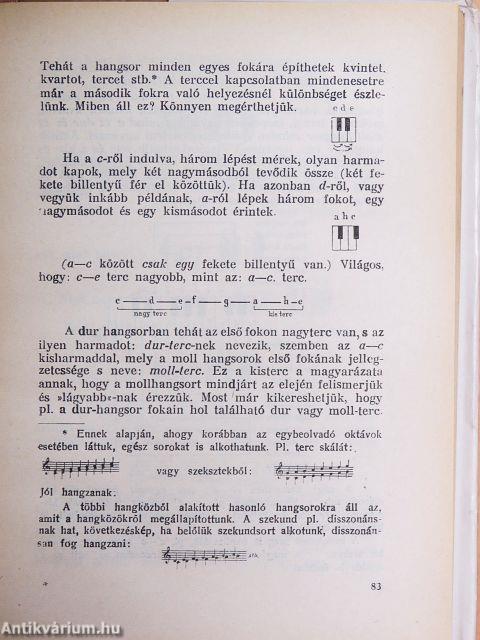 Tehát a hangsor minden egyes fokára építhetek kvintet,
kvartot, tercet stb.* A terccel kapcsolatban mindenesetre
már a második fokra való helyezésnél különbséget észle-
lünk. Miben áll ez? Könnyen megérthetjük.
c d e
Ha a c-ről indulva, három lépést mérek, olyan harma-
dot kapok, mely két nagymásodból tevődik össze (két fe-
kete billentyű fér el közöttük). Ha azonban d-ről, vagy
vegyük inkább példának, a-ról lépek három fokot, egy
nagymásodot és egy kismásodot érintek.
a h c
(a—c között csak egy fekete billentyű van.) Világos,
hogy: c—e terc nagyobb, mint az: a—c. terc.
c — d — e – f — g — a — h – c
nagy terc kis terc
A dur hangsorban tehát az első fokon nagyterc van, s az
ilyen harmadot: dur-terc-nek nevezik, szemben az a—c
kisharmaddal, mely a moll hangsorok első fokának jelleg-
zetessége s neve: moll-terc. Ez a kisterc a magyarázata
annak, hogy a mollhangsort mindjárt az elején felismerjük
és »lágyabb«-nak érezzük. Most már kikereshetjük, hogy
pl. a dur-hangsor fokain hol található dur vagy moll-terc.
* Ennek alapján, ahogy korábban az egybeolvadó oktávok
esetében láttuk, egész sorokat is alkothatunk. Pl. terc skálát:
vagy szeksztekből:
Jól hangzanak.
A többi hangközből alakított hasonló hangsorokra áll az,
amit a hangközökről megállapítottunk. A szekund pl. disszonáns-
nak hat, következéskép, ha belőlük szekundsort alkotunk, disszonán-
san fog hangzani:
stb.
83
Antikvárium.hu